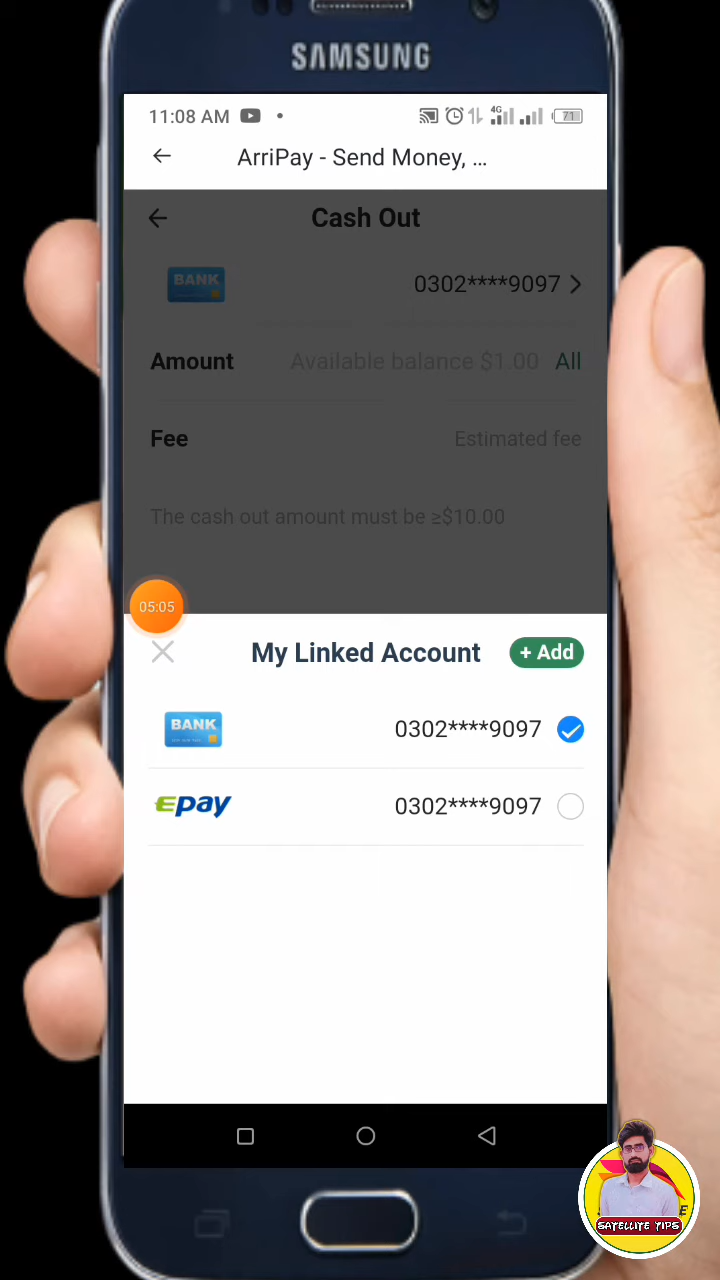 SAMSUNG
11:08 AM
4G
71
ArriPay - Send Money, ...
Cash Out
BANK
0302****9097
Amount Available balance $1.00 All
Fee Estimated fee
The cash out amount must be ≥$10.00
05:05
My Linked Account + Add
BANK
0302****9097
Epay
0302****9097
SATELLITE TIPS